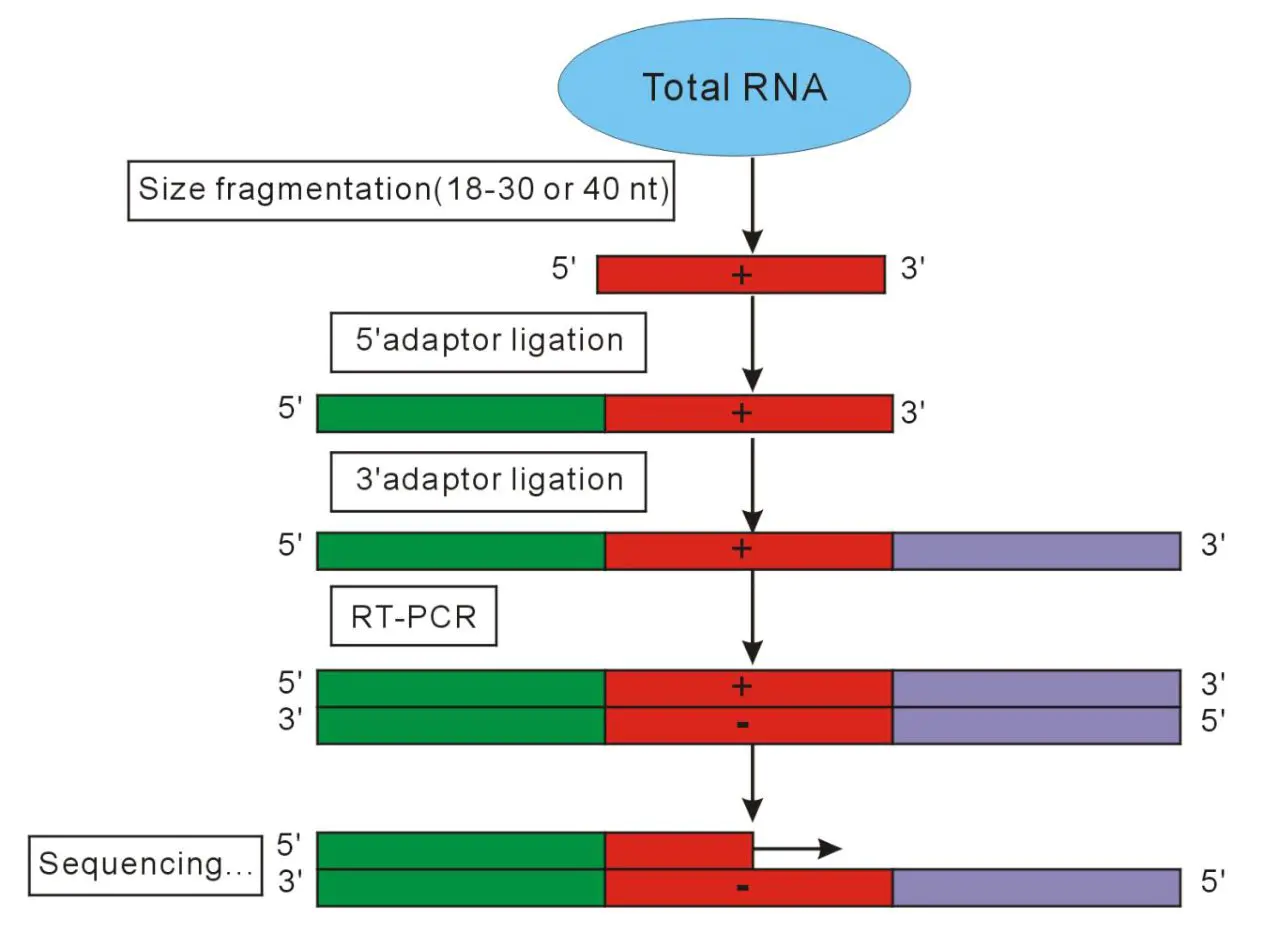 Total RNA
Size fragmentation(18-30 or 40 nt)
5' + 3'
5'adaptor ligation
5' + 3'
3'adaptor ligation
5' + 3'
RT-PCR
5' + 3'
3' - 5'
5'
Sequencing...
3' - 5'